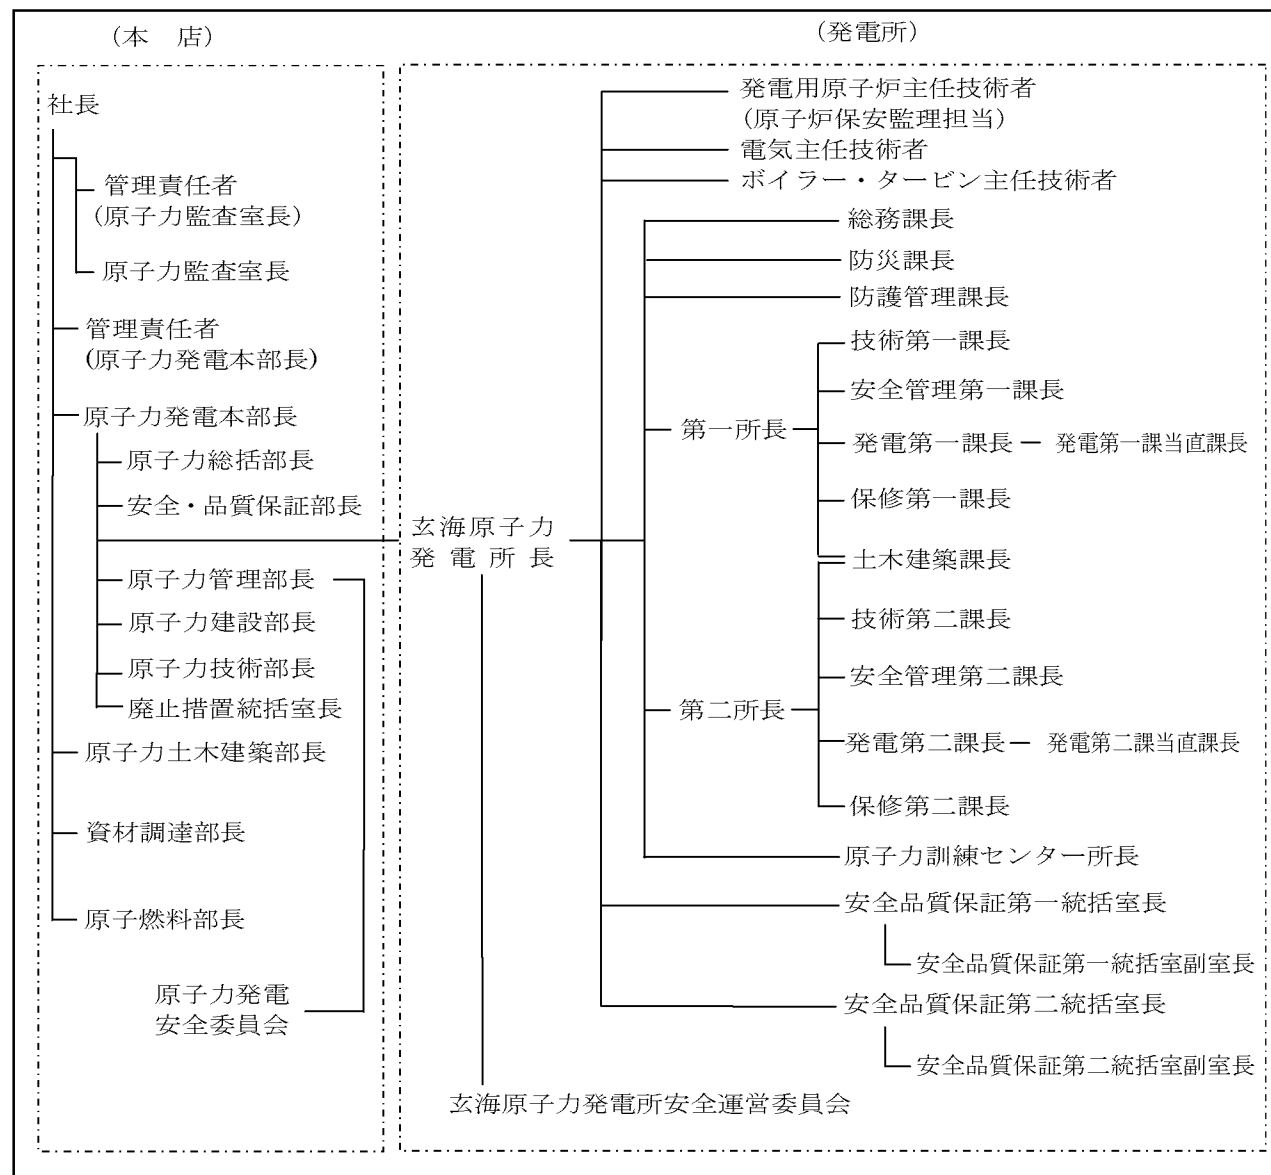 (本 店)
社長
管理責任者
(原子力監査室長)
原子力監査室長
管理責任者
(原子力発電本部長)
原子力発電本部長
原子力総括部長
安全・品質保証部長
原子力管理部長
原子力建設部長
原子力技術部長
廃止措置統括室長
原子力土木建築部長
資材調達部長
原子燃料部長
原子力発電
安全委員会
(発電所)
玄海原子力
発電所長
発電用原子炉主任技術者
(原子炉保安監理担当)
電気主任技術者
ボイラー・タービン主任技術者
総務課長
防災課長
防護管理課長
第一所長
技術第一課長
安全管理第一課長
発電第一課長 ー 発電第一課当直課長
保修第一課長
土木建築課長
第二所長
技術第二課長
安全管理第二課長
発電第二課長 ー 発電第二課当直課長
保修第二課長
原子力訓練センター所長
安全品質保証第一統括室長
安全品質保証第一統括室副室長
安全品質保証第二統括室長
安全品質保証第二統括室副室長
玄海原子力発電所安全運営委員会